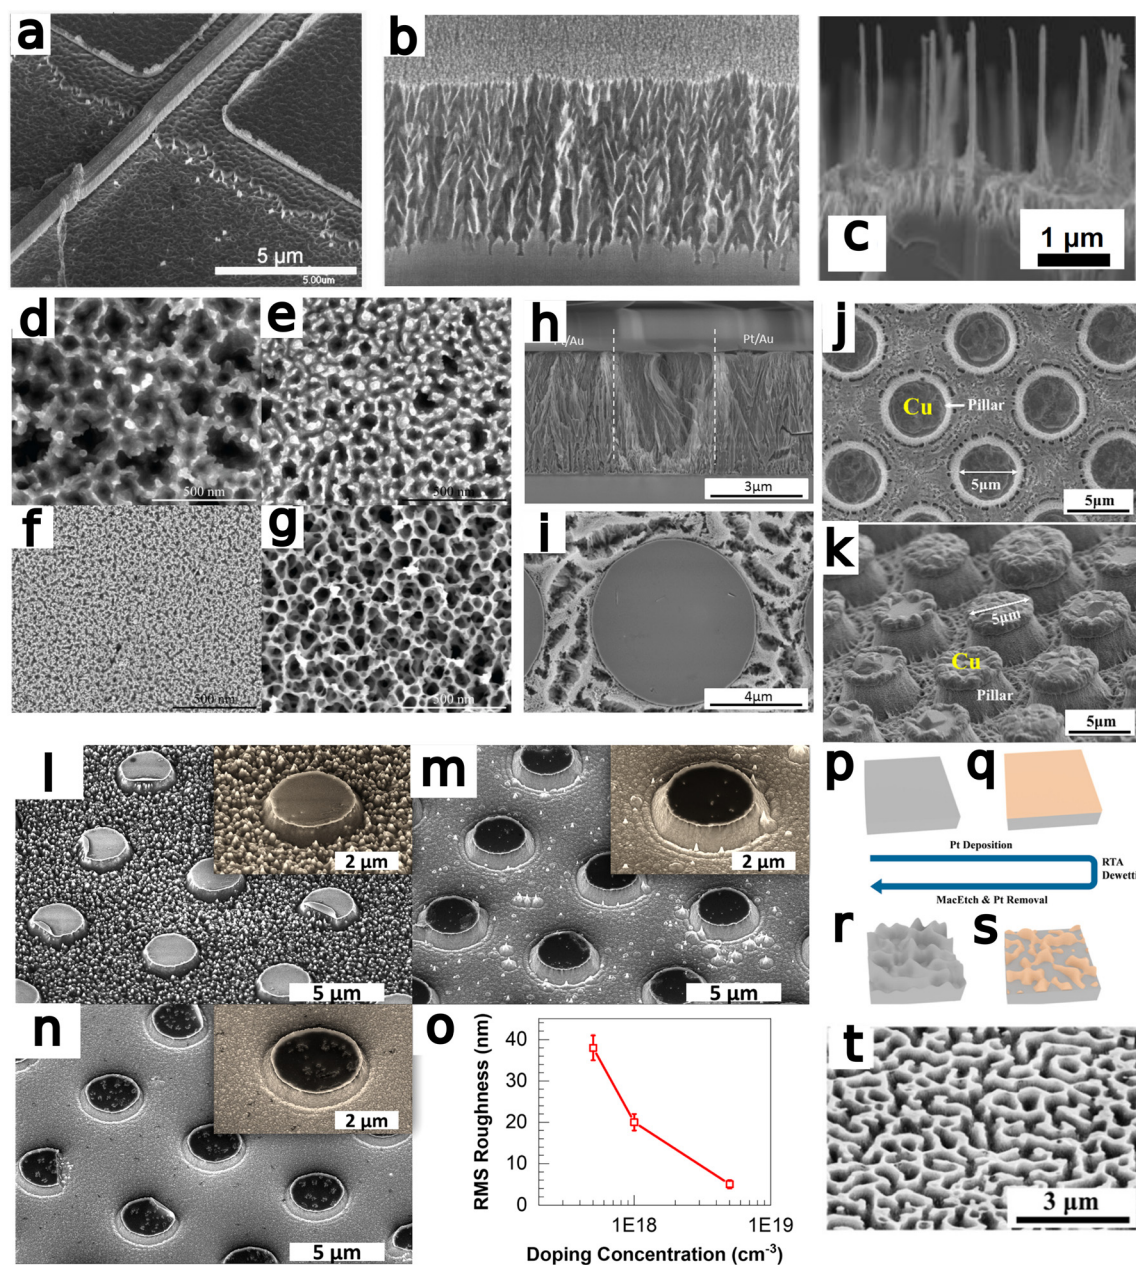 a
5 μm
5.00um
b
c
1 μm
d
500 nm
e
500 nm
f
500 nm
g
500 nm
h
Pt/Au
Pt/Au
3μm
i
4μm
j
Cu
Pillar
5μm
5μm
k
5μm
Cu
Pillar
5μm
l
2 μm
5 μm
m
2 μm
5 μm
n
2 μm
5 μm
o
RMS Roughness (nm)
40
30
20
10
0
1E18
1E19
Doping Concentration (cm-3)
p
q
Pt Deposition
RTA
Dewetti
MacEtch & Pt Removal
r
s
t
3 μm